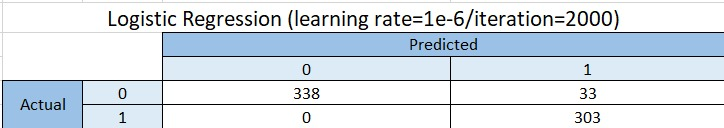 Logistic Regression (learning rate=1e-6/iteration=2000)
Predicted
0 1
Actual 0 338 33
1 0 303